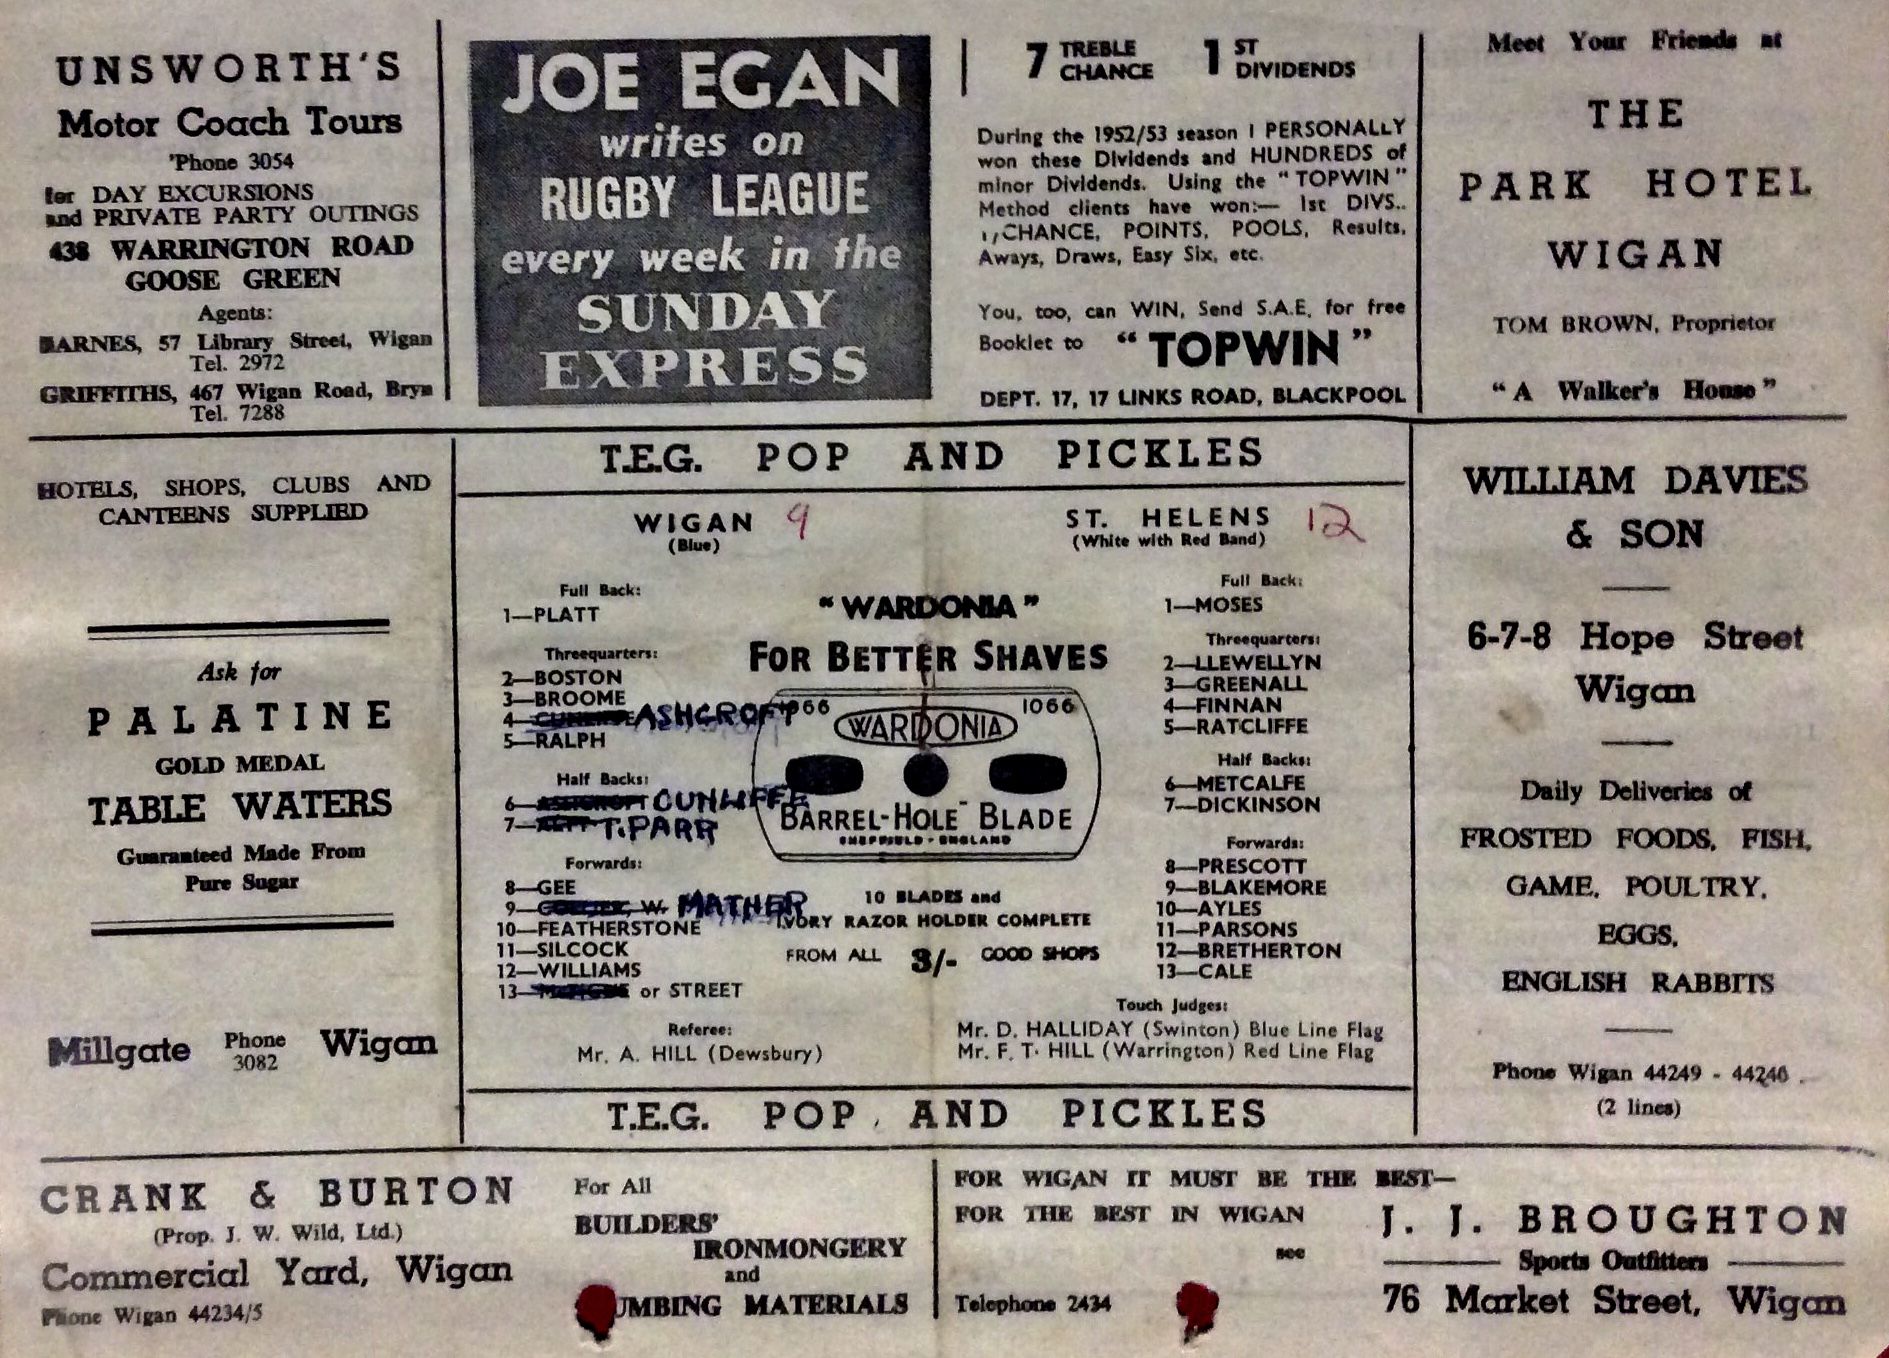 UNSWORTH'S
Motor Coach Tours
'Phone 3054
for DAY EXCURSIONS
and PRIVATE PARTY OUTINGS
438 WARRINGTON ROAD
GOOSE GREEN
Agents:
BARNES, 57 Library Street, Wigan
Tel. 2972
GRIFFITHS, 467 Wigan Road, Bryn
Tel. 7288
JOE EGAN
writes on
RUGBY LEAGUE
every week in the
SUNDAY
EXPRESS
7 TREBLE CHANCE 1 ST DIVIDENDS
During the 1952/53 season I PERSONALLY
won these Dividends and HUNDREDS of
minor Dividends. Using the "TOPWIN"
Method clients have won:— 1st DIVS..
CHANCE, POINTS, POOLS, Results,
Aways, Draws, Easy Six, etc.
You, too, can WIN, Send S.A.E. for free
Booklet to "TOPWIN"
DEPT. 17, 17 LINKS ROAD, BLACKPOOL
Meet Your Friends at
THE
PARK HOTEL
WIGAN
TOM BROWN, Proprietor
"A Walker's House"
HOTELS, SHOPS, CLUBS AND
CANTEENS SUPPLIED
Ask for
PALATINE
GOLD MEDAL
TABLE WATERS
Guaranteed Made From
Pure Sugar
Millgate Phone 3082 Wigan
T.E.G. POP AND PICKLES
WIGAN 9
(Blue)
Full Back:
1—PLATT
Threequarters:
2—BOSTON
3—BROOME
4—CUNLIFFE ASHCROFT
5—RALPH
Half Backs:
6—ASHCROFT CUNLIFFE
7— T. PARR
Forwards:
8—GEE
9— W. MATHER
10—FEATHERSTONE
11—SILCOCK
12—WILLIAMS
13— or STREET
Referee:
Mr. A. HILL (Dewsbury)
"WARDONIA"
FOR BETTER SHAVES
1066 1066
WARDONIA
BARREL-HOLE BLADE
SHEFFIELD - ENGLAND
10 BLADES and
IVORY RAZOR HOLDER COMPLETE
FROM ALL 3/- GOOD SHOPS
ST. HELENS 12
(White with Red Band)
Full Back:
1—MOSES
Threequarters:
2—LLEWELLYN
3—GREENALL
4—FINNAN
5—RATCLIFFE
Half Backs:
6—METCALFE
7—DICKINSON
Forwards:
8—PRESCOTT
9—BLAKEMORE
10—AYLES
11—PARSONS
12—BRETHERTON
13—CALE
Touch Judges:
Mr. D. HALLIDAY (Swinton) Blue Line Flag
Mr. F. T. HILL (Warrington) Red Line Flag
T.E.G. POP AND PICKLES
WILLIAM DAVIES
& SON
6-7-8 Hope Street
Wigan
Daily Deliveries of
FROSTED FOODS, FISH,
GAME, POULTRY,
EGGS,
ENGLISH RABBITS
Phone Wigan 44249 - 44246
(2 lines)
CRANK & BURTON
(Prop. J. W. Wild, Ltd.)
Commercial Yard, Wigan
Phone Wigan 44234/5
For All
BUILDERS'
IRONMONGERY
and
UMBING MATERIALS
FOR WIGAN IT MUST BE THE BEST—
FOR THE BEST IN WIGAN
see
Telephone 2434
J. J. BROUGHTON
Sports Outfitters
76 Market Street, Wigan